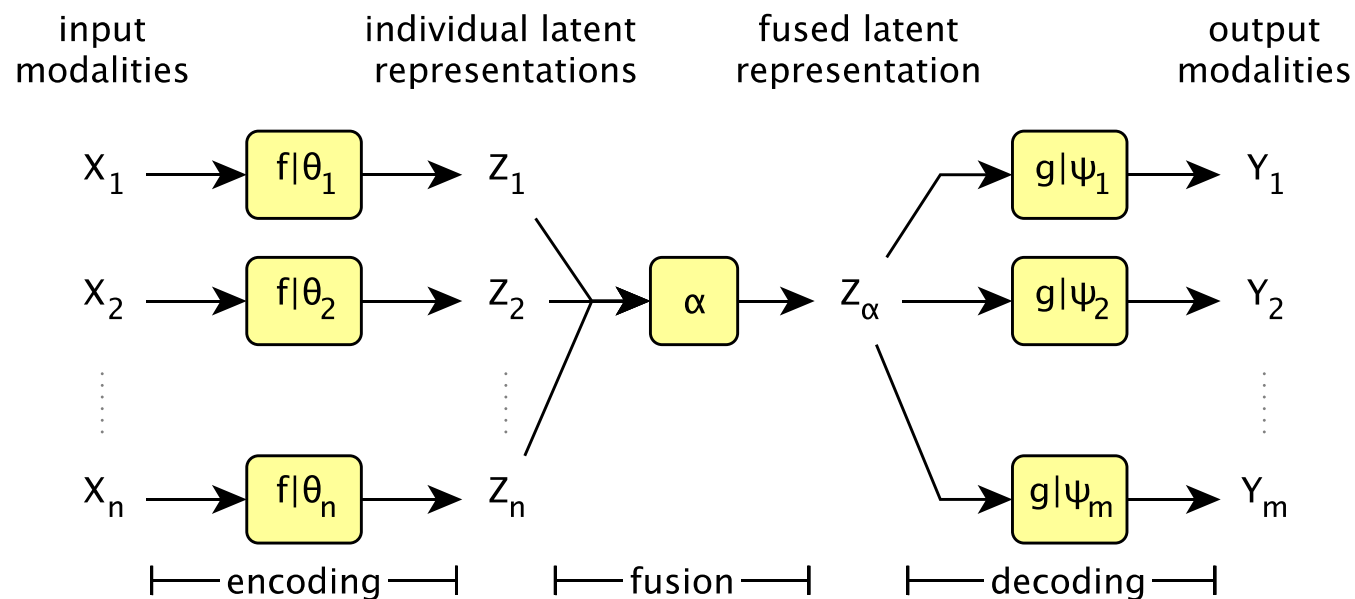 input modalities
individual latent representations
fused latent representation
output modalities
X₁ f|θ₁ Z₁ g|ψ₁ Y₁
X₂ f|θ₂ Z₂ α Zα g|ψ₂ Y₂
Xₙ f|θₙ Zₙ g|ψₘ Yₘ
encoding fusion decoding